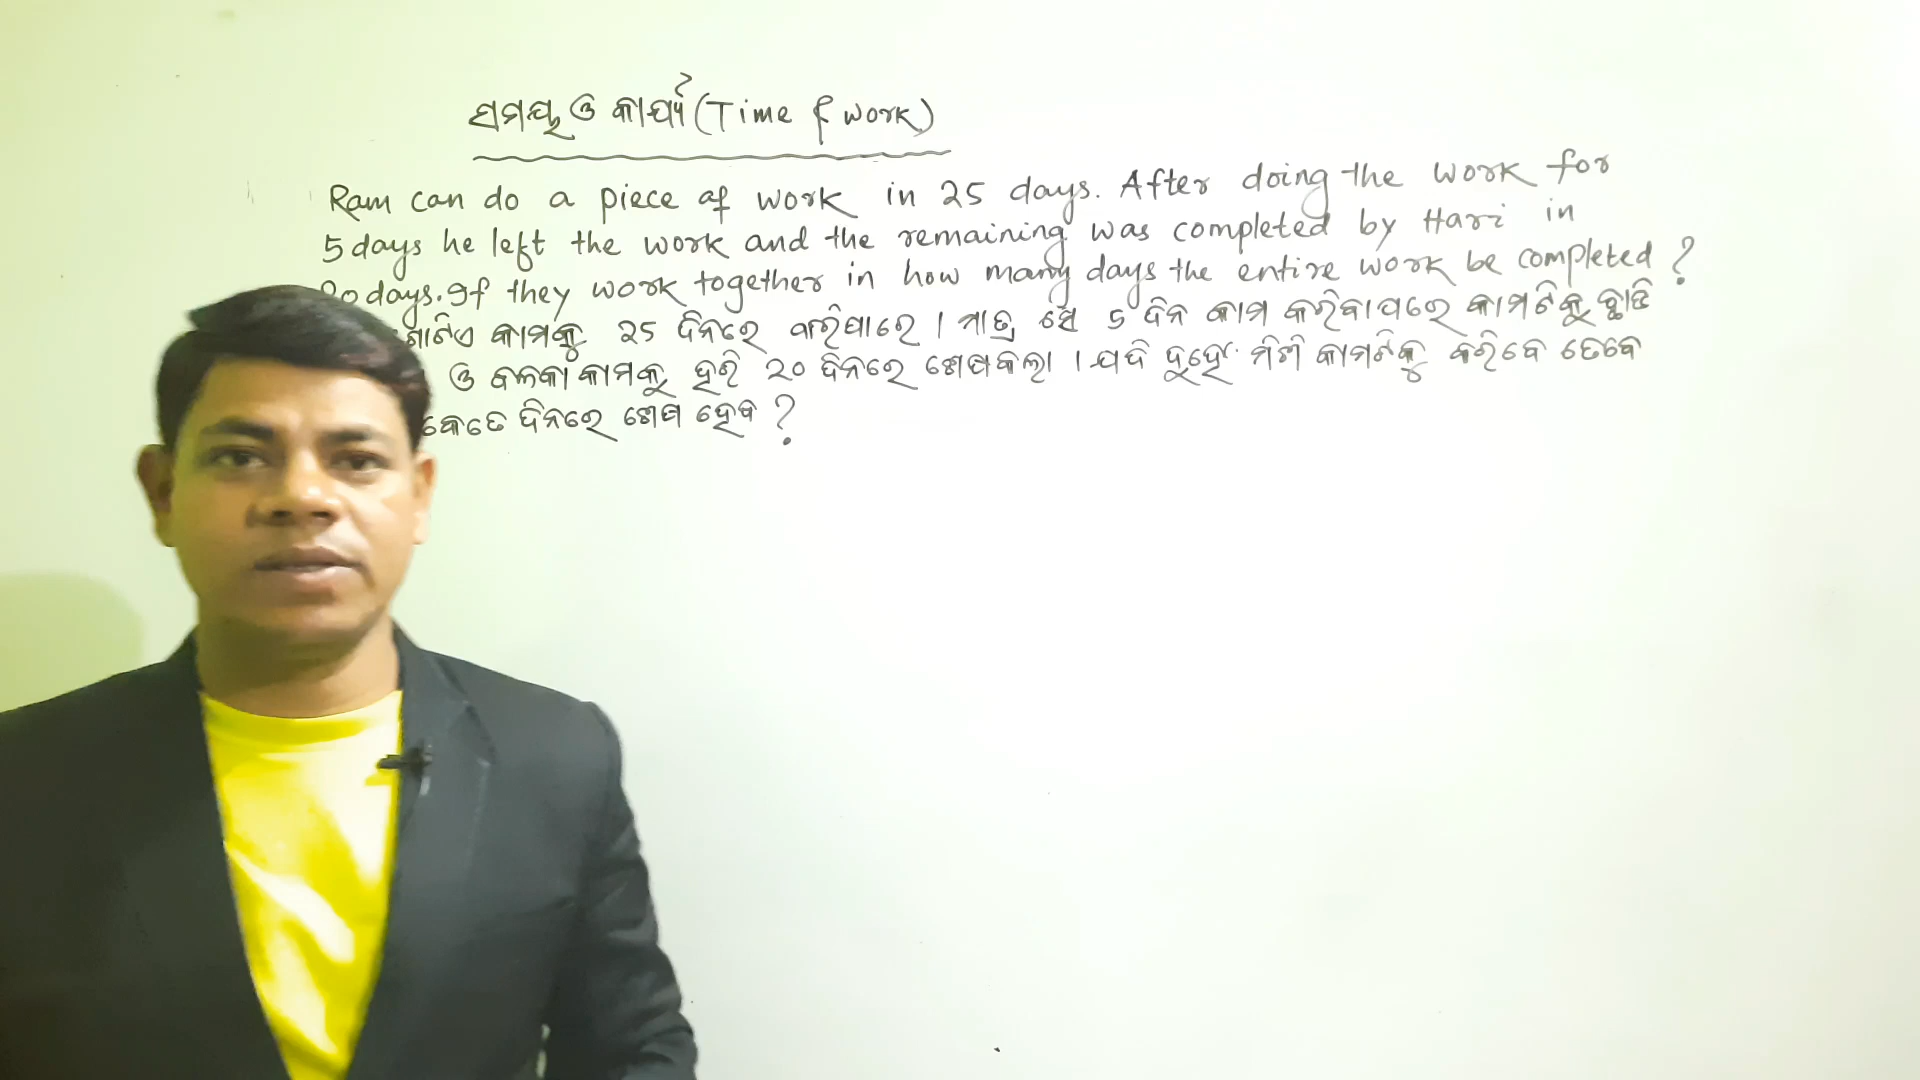 ସମୟ ଓ କାର୍ଯ୍ୟ (Time & work)
Ram can do a piece of work in 25 days. After doing the work for
5 days he left the work and the remaining was completed by Hari in
20 days. If they work together in how many days the entire work be completed ?
ଗୋଟିଏ କାମକୁ ୨୫ ଦିନରେ କରିପାରେ । ମାତ୍ର ସେ 5 ଦିନ କାମ କରିବାପରେ କାମଟିକୁ ଛାଡି
ଓ ବଳକା କାମକୁ ହରି ୨୦ ଦିନରେ ଶେଷକଲା । ଯଦି ଦୁହେଁ ମିଶି କାମଟିକୁ କରିବେ ତେବେ
କେତେ ଦିନରେ ଶେଷ ହେବ ?